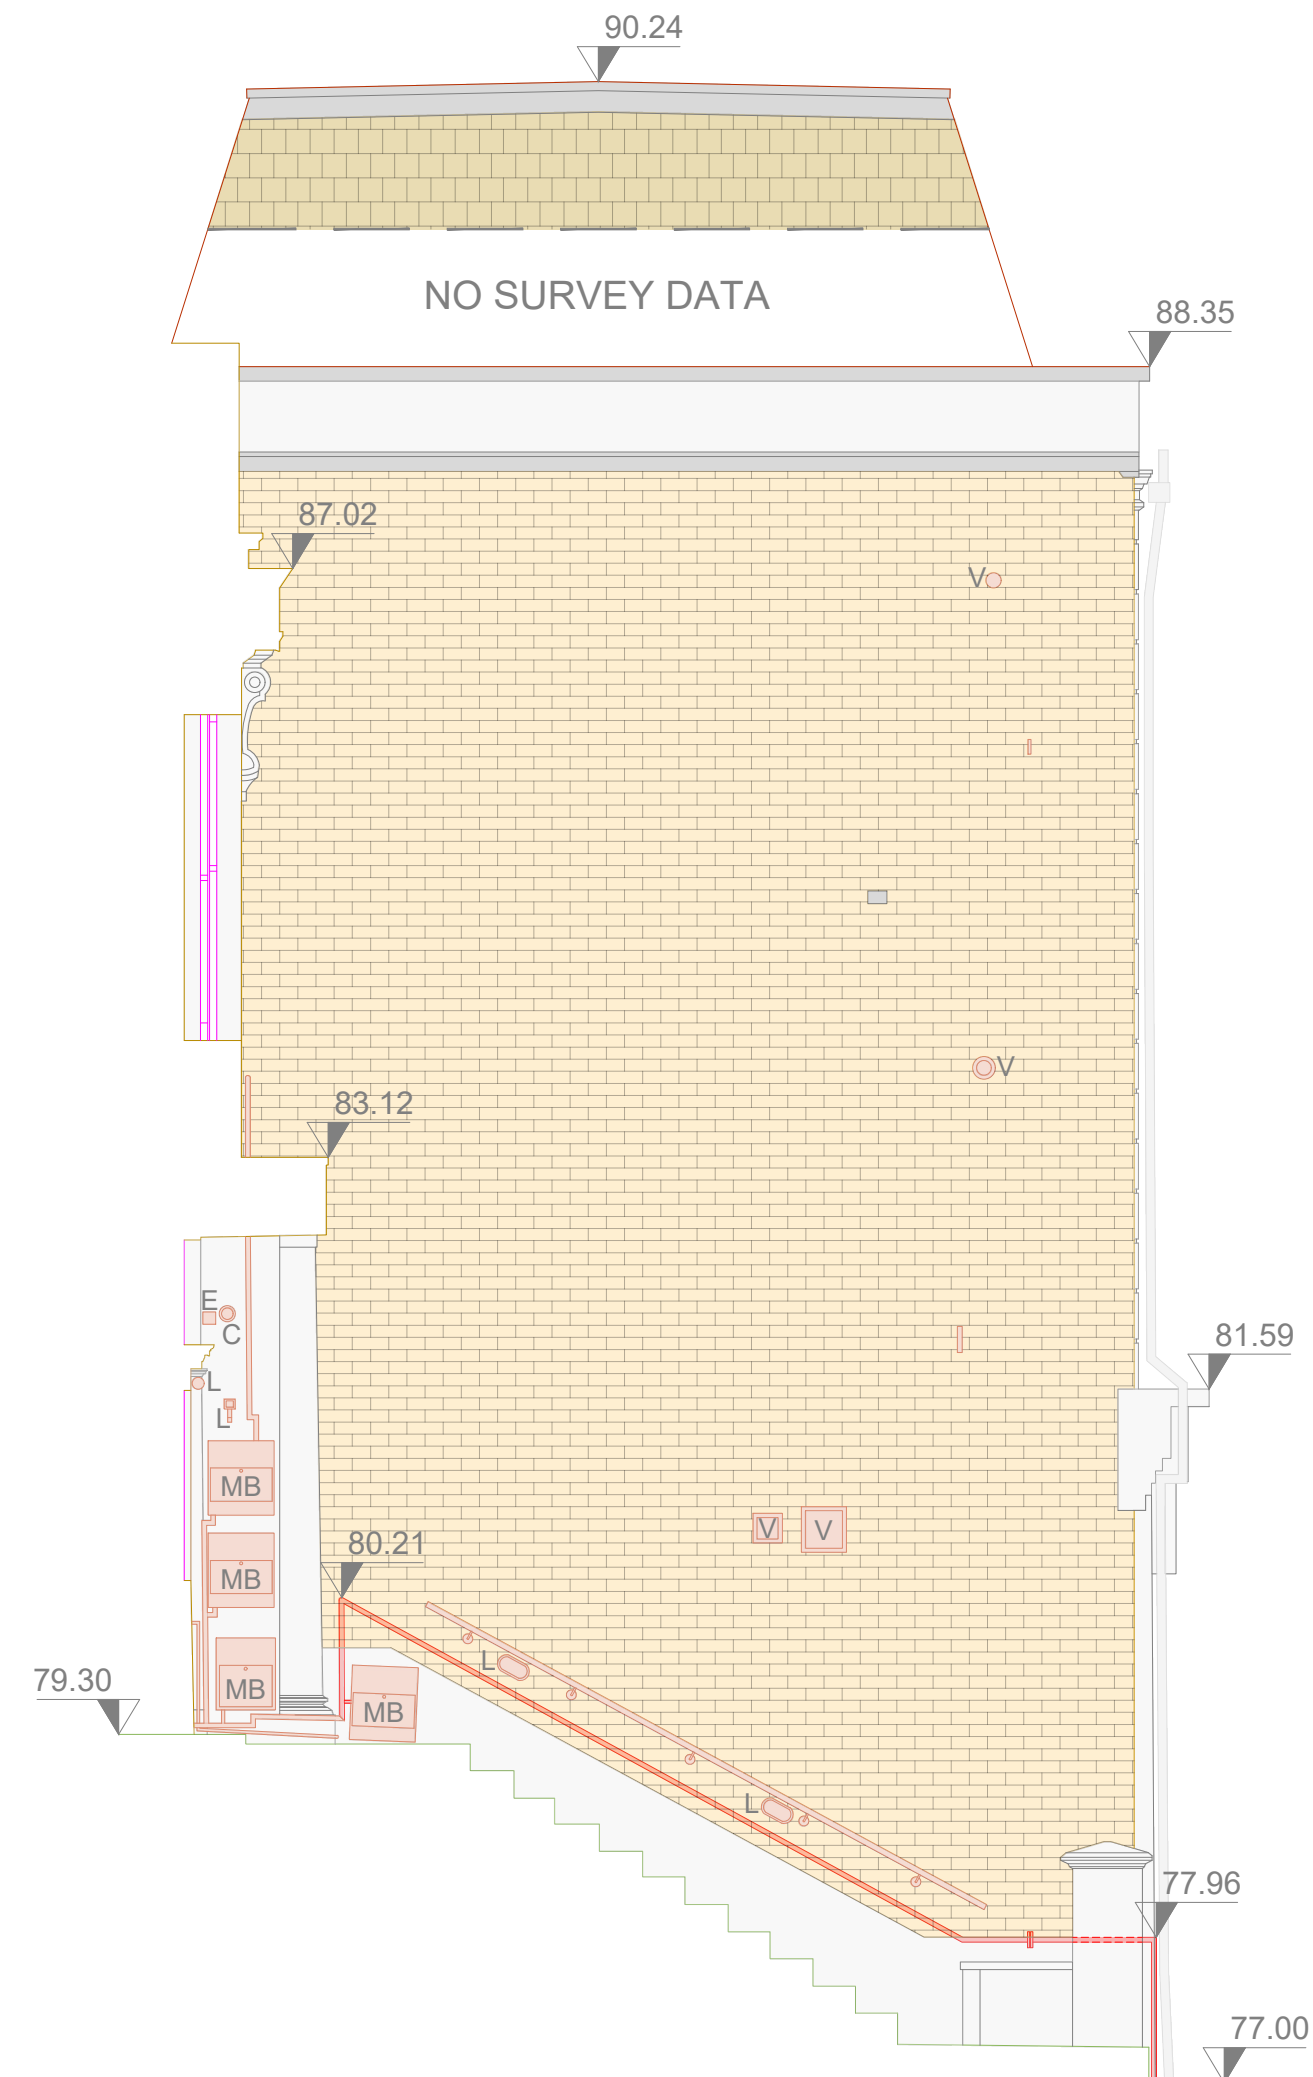 90.24
NO SURVEY DATA
88.35
87.02
V
V
83.12
E
C
81.59
L
L
MB
V
V
80.21
MB
L
79.30
MB
MB
L
77.96
77.00